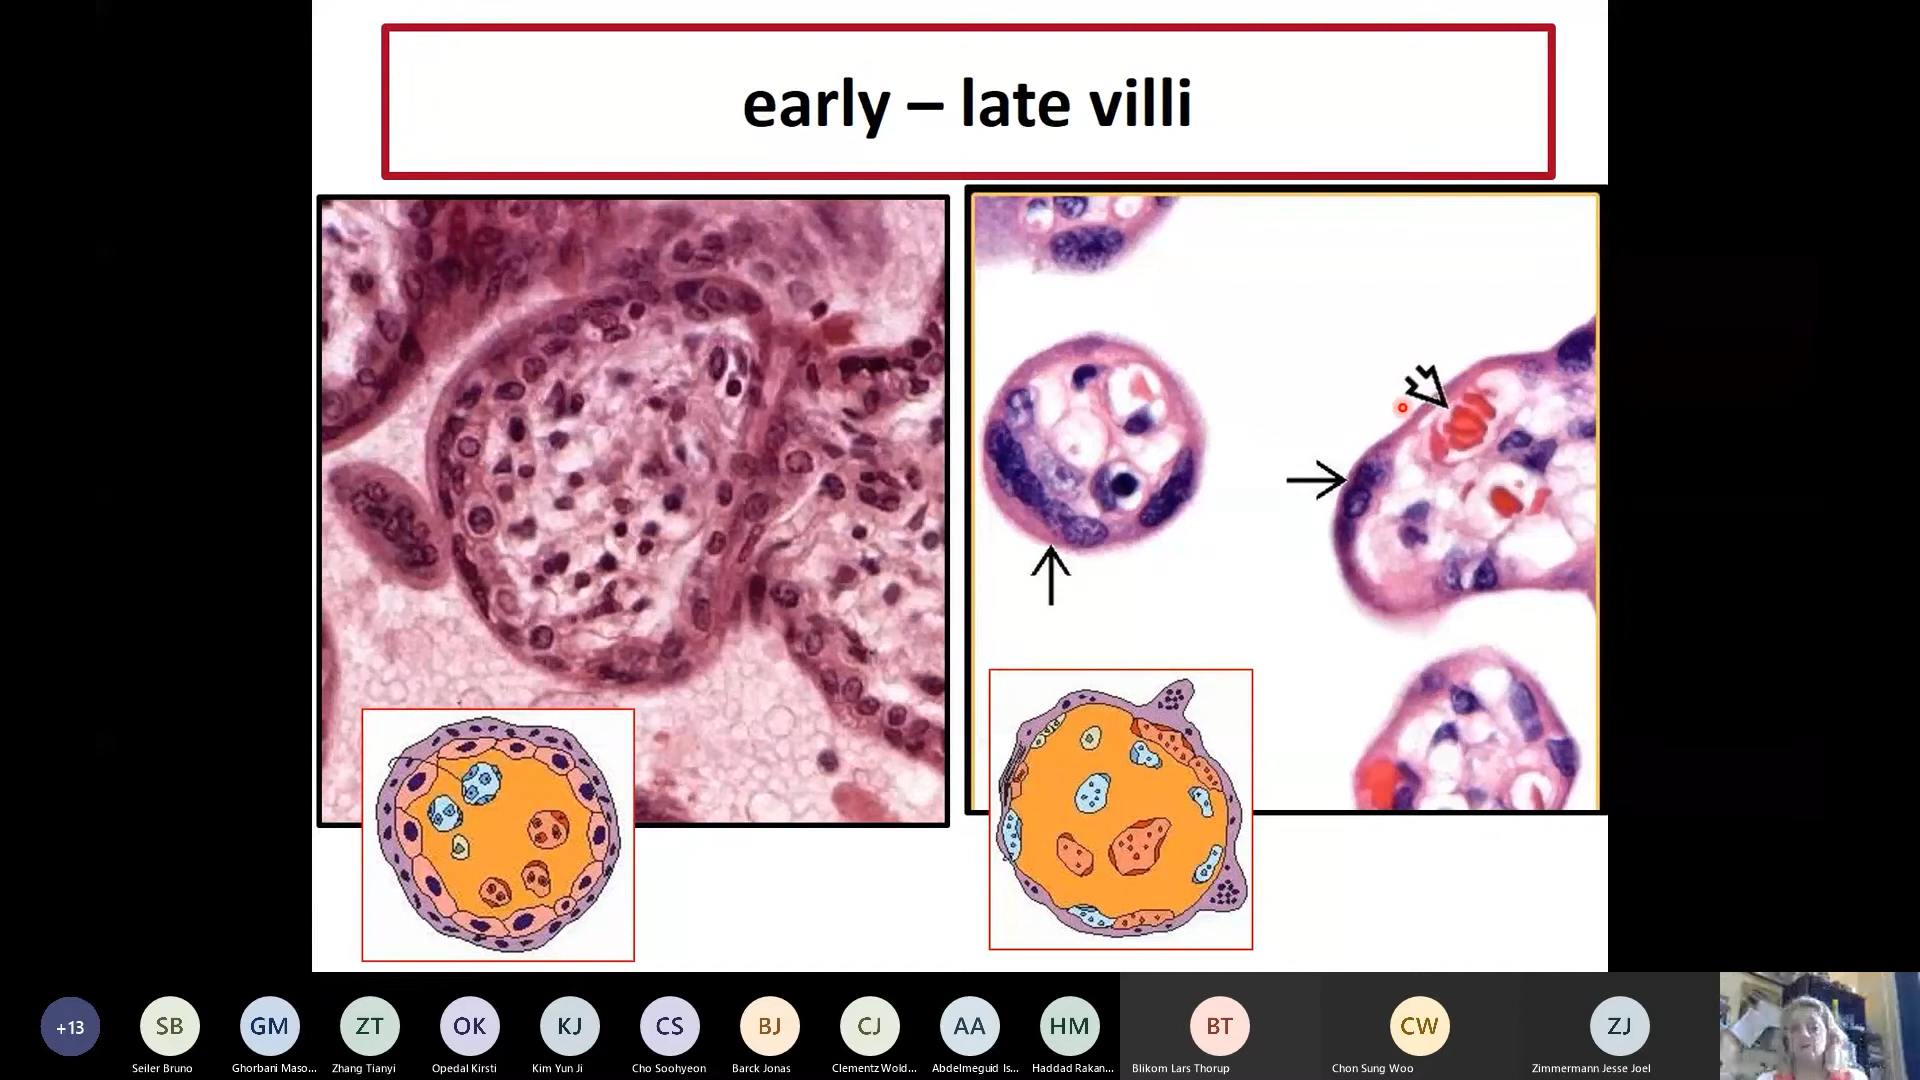 early – late villi
+13
SB
GM
ZT
OK
KJ
CS
BJ
CJ
AA
HM
BT
CW
ZJ
Seiler Bruno
Ghorbani Maso...
Zhang Tianyi
Opedal Kirsti
Kim Yun Ji
Cho Soohyeon
Barck Jonas
Clementz Wold...
Abdelmeguid Is...
Haddad Rakan...
Blikom Lars Thorup
Chon Sung Woo
Zimmermann Jesse Joel